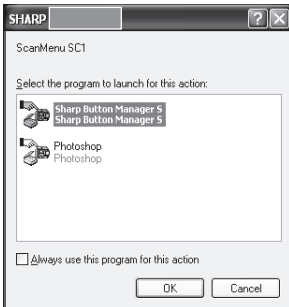 SHARP
ScanMenu SC1
Select the program to launch for this action:
Sharp Button Manager S
Sharp Button Manager S
Photoshop
Photoshop
Always use this program for this action
OK
Cancel